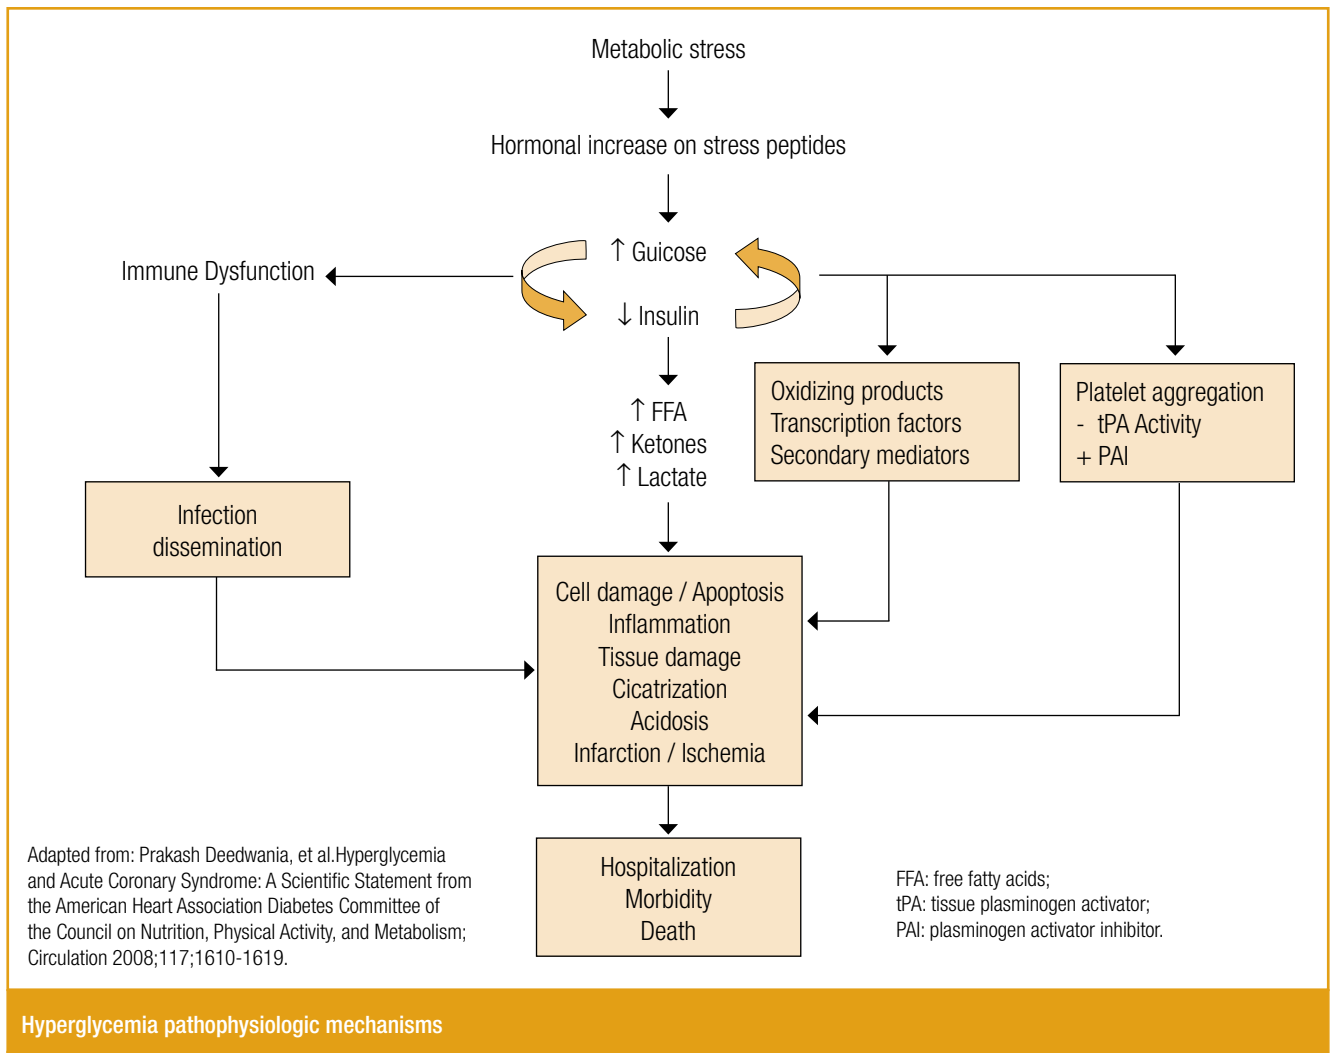 Metabolic stress
Hormonal increase on stress peptides
↑ Guicose
Immune Dysfunction
↓ Insulin
↑ FFA
↑ Ketones
↑ Lactate
Oxidizing products
Transcription factors
Secondary mediators
Platelet aggregation
- tPA Activity
+ PAI
Infection
dissemination
Cell damage / Apoptosis
Inflammation
Tissue damage
Cicatrization
Acidosis
Infarction / Ischemia
Hospitalization
Morbidity
Death
Adapted from: Prakash Deedwania, et al.Hyperglycemia
and Acute Coronary Syndrome: A Scientific Statement from
the American Heart Association Diabetes Committee of
the Council on Nutrition, Physical Activity, and Metabolism;
Circulation 2008;117;1610-1619.
FFA: free fatty acids;
tPA: tissue plasminogen activator;
PAI: plasminogen activator inhibitor.
Hyperglycemia pathophysiologic mechanisms